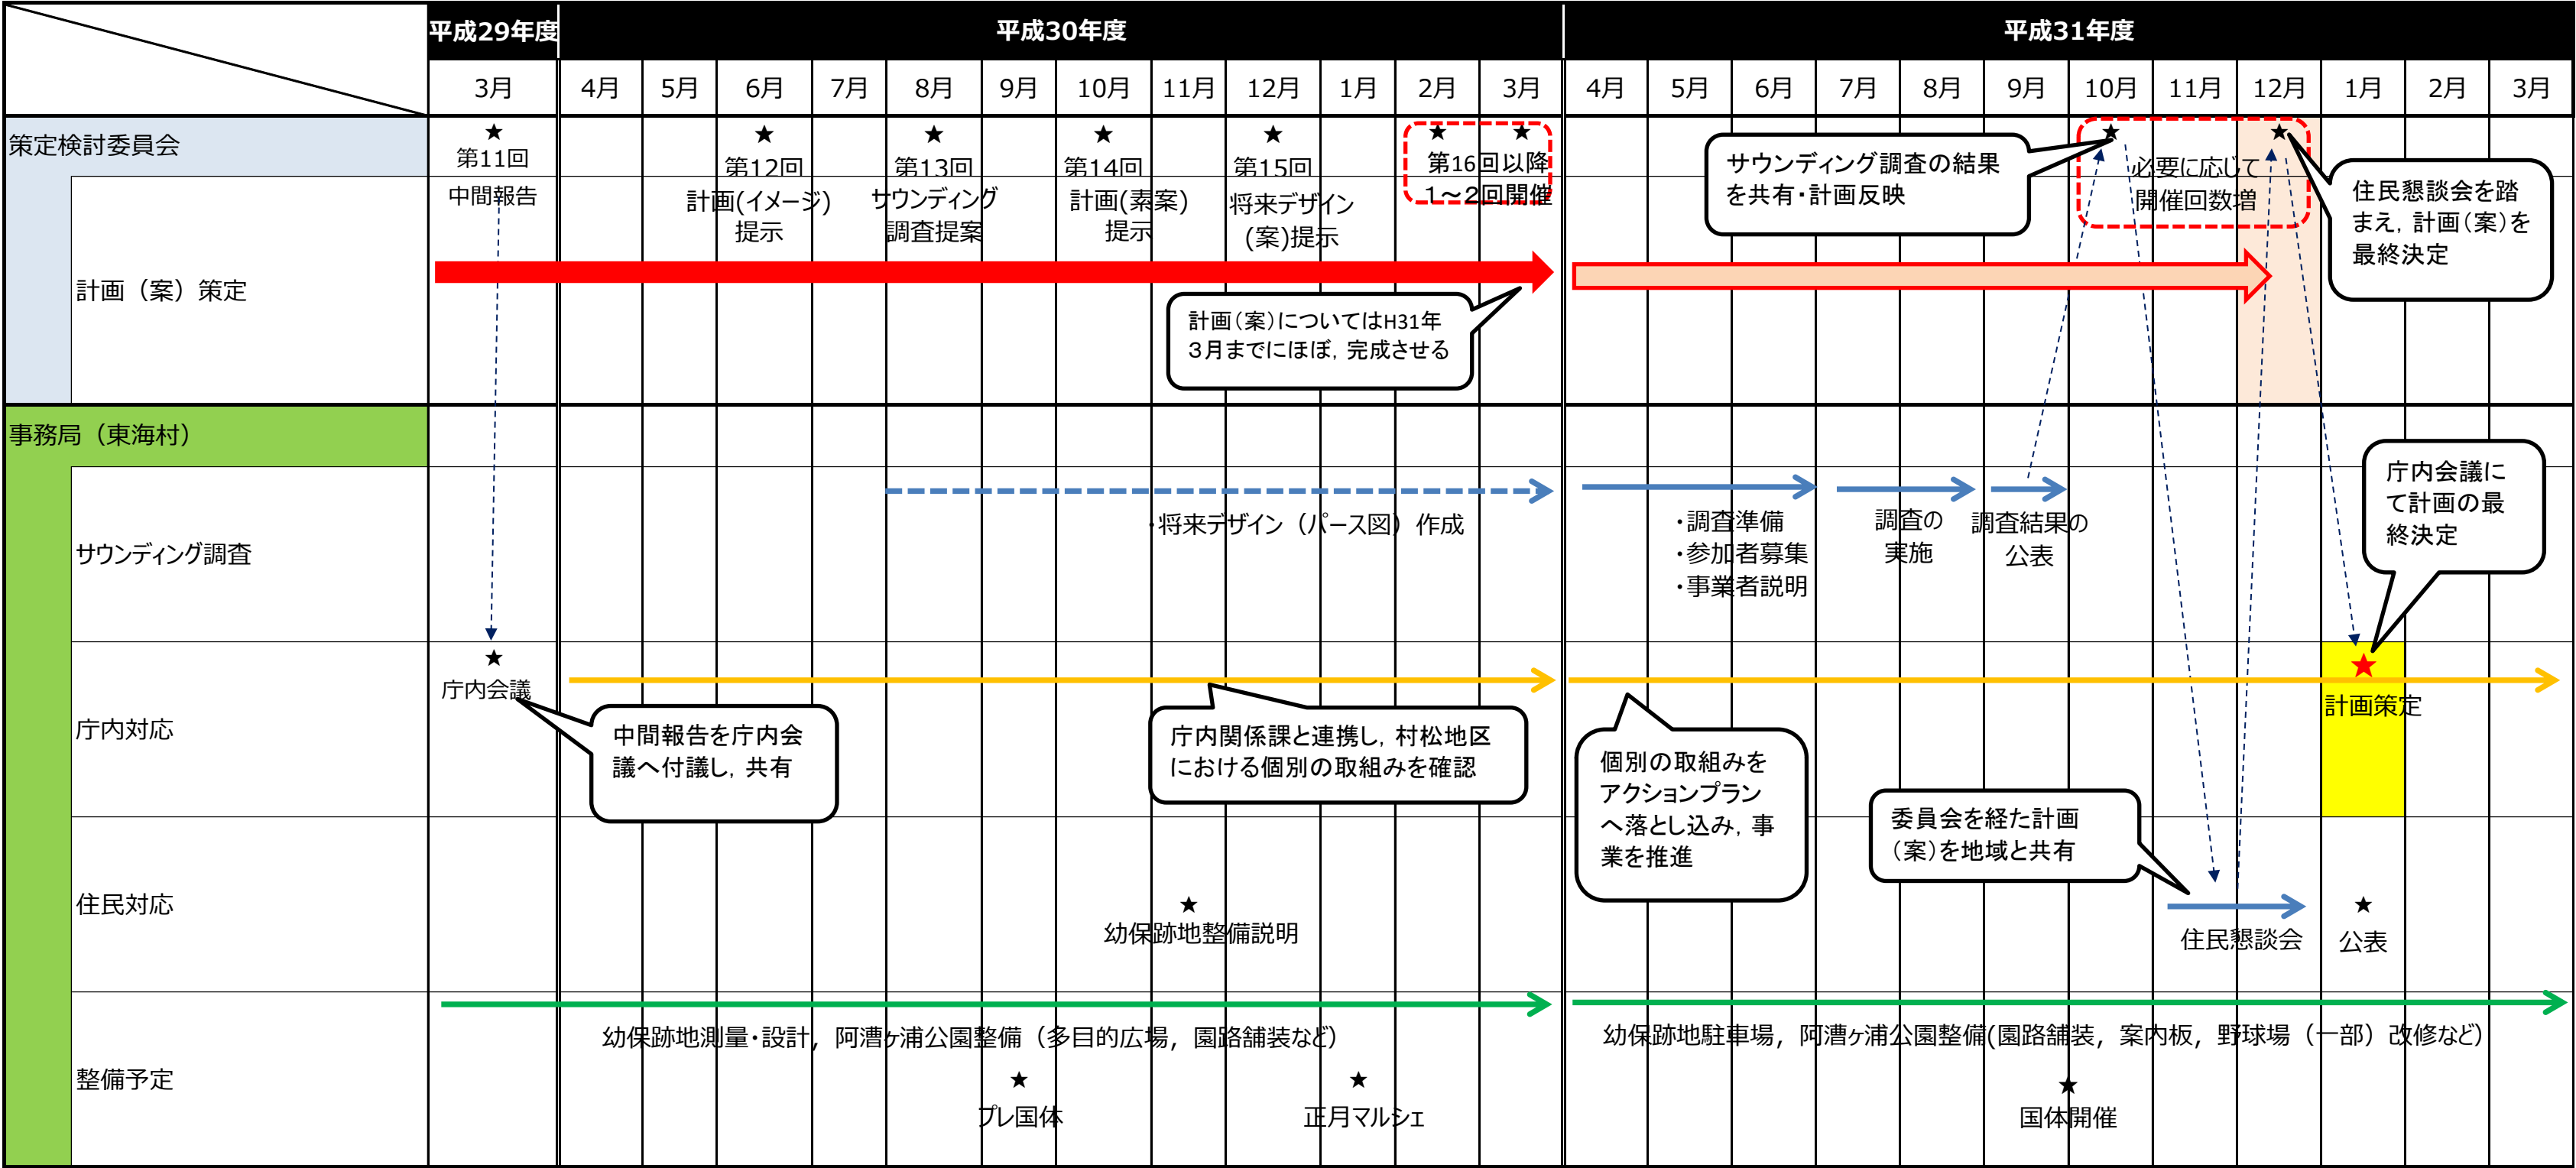 平成29年度 平成30年度 平成31年度
3月 4月 5月 6月 7月 8月 9月 10月 11月 12月 1月 2月 3月 4月 5月 6月 7月 8月 9月 10月 11月 12月 1月 2月 3月
策定検討委員会
★
第11回
中間報告
★
第12回
計画(イメージ)
提示
★
第13回
サウンディング
調査提案
★
第14回
計画(素案)
提示
★
第15回
将来デザイン
(案)提示
★ ★
第16回以降
１～２回開催
サウンディング調査の結果
を共有・計画反映
★ ★
必要に応じて
開催回数増
住民懇談会を踏
まえ，計画（案）を
最終決定
計画（案）策定
計画（案）についてはH31年
３月までにほぼ，完成させる
事務局（東海村）
サウンディング調査
・将来デザイン（パース図）作成
・調査準備
・参加者募集
・事業者説明
調査の
実施
調査結果の
公表
庁内会議に
て計画の最
終決定
庁内対応
★
庁内会議
中間報告を庁内会
議へ付議し，共有
庁内関係課と連携し，村松地区
における個別の取組みを確認
個別の取組みを
アクションプラン
へ落とし込み，事
業を推進
★
計画策定
住民対応
★
幼保跡地整備説明
委員会を経た計画
（案）を地域と共有
住民懇談会
★
公表
整備予定
幼保跡地測量・設計，阿漕ヶ浦公園整備（多目的広場，園路舗装など）
★
プレ国体
★
正月マルシェ
幼保跡地駐車場，阿漕ヶ浦公園整備(園路舗装，案内板，野球場（一部）改修など）
★
国体開催